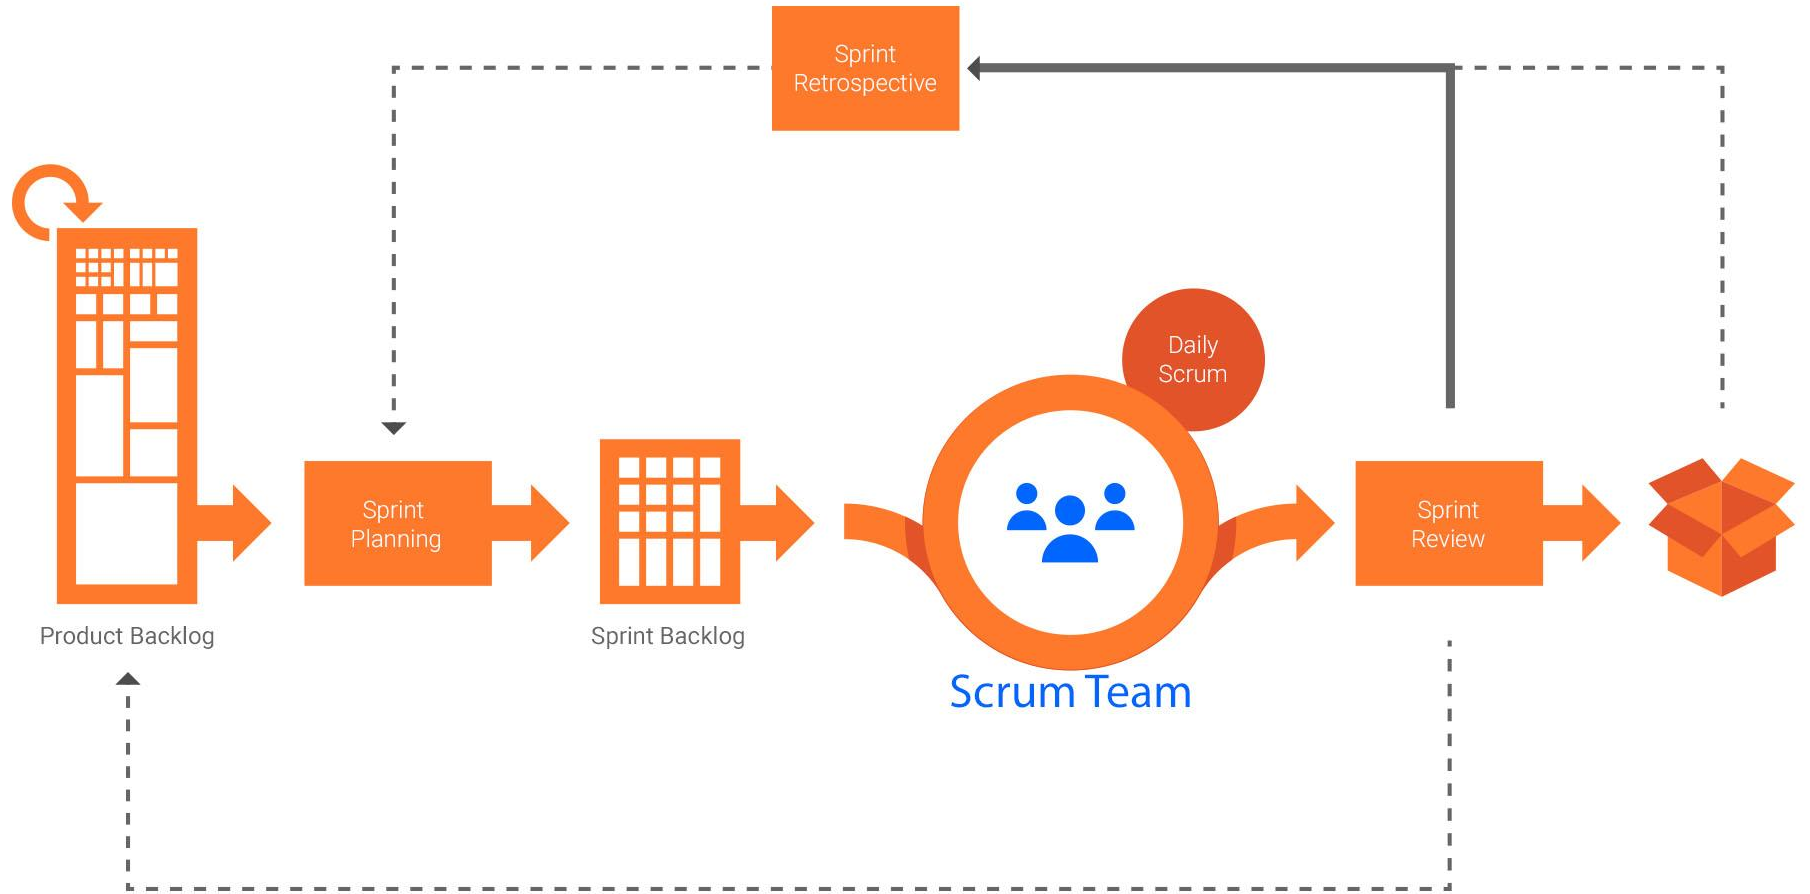 Sprint
Retrospective
Daily
Scrum
Sprint
Planning
Sprint
Review
Product Backlog
Sprint Backlog
Scrum Team